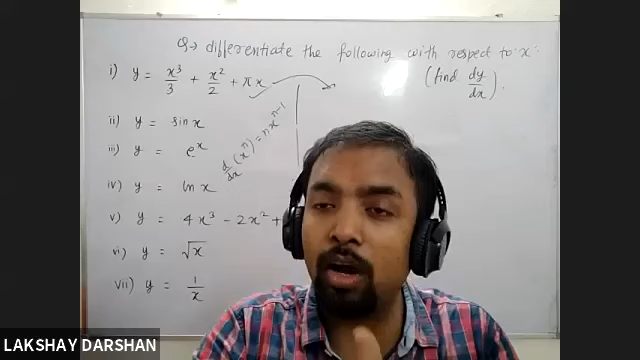 Q→ differentiate the following with respect to x:
(find dy/dx).
i) y = x³/3 + x²/2 + πx
ii) y = sin x
iii) y = eˣ
d/dx (xⁿ) = n xⁿ⁻¹
iv) y = ln x
v) y = 4x³ − 2x² +
vi) y = √x
vii) y = 1/x
LAKSHAY DARSHAN